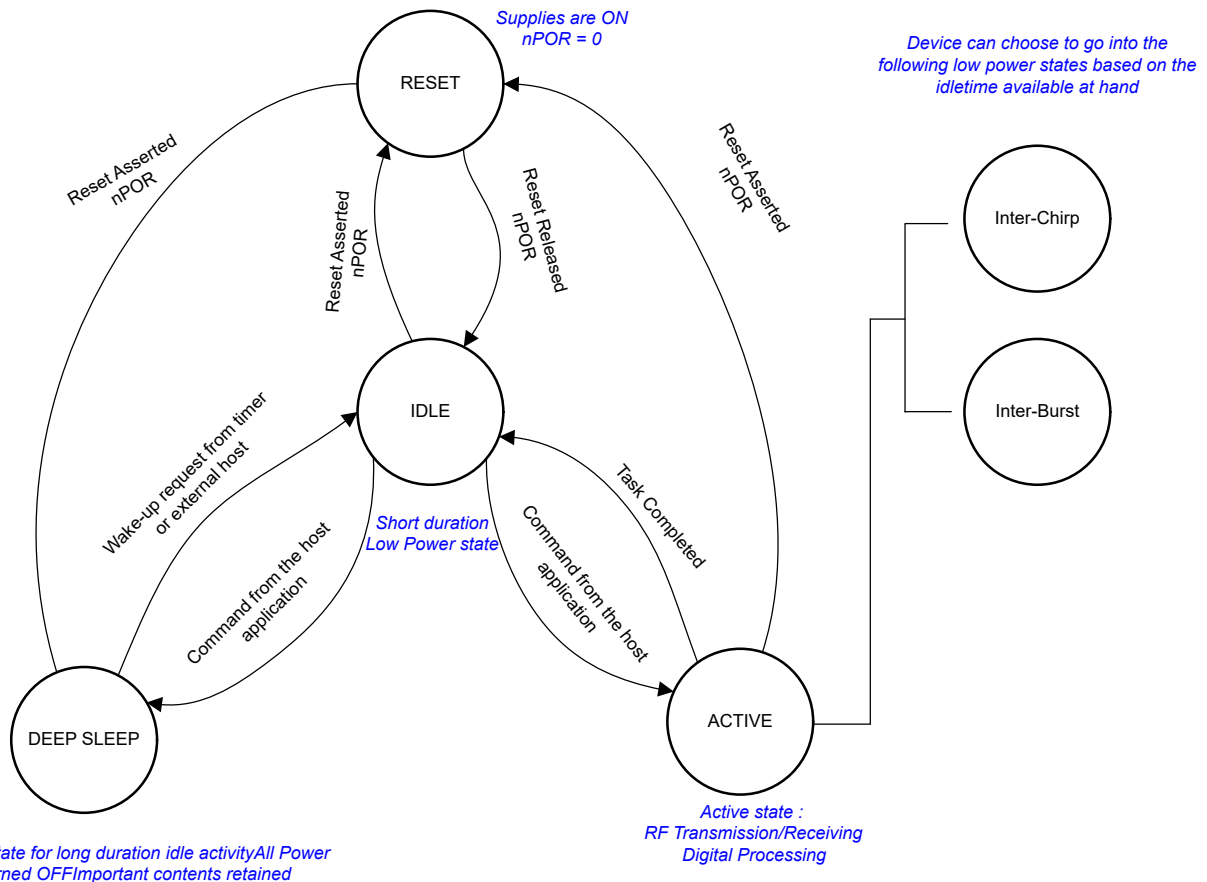 Supplies are ON
nPOR = 0
Device can choose to go into the
following low power states based on the
idletime available at hand
RESET
Reset Asserted
nPOR
Reset Asserted
nPOR
Reset Released
nPOR
Reset Asserted
nPOR
Inter-Chirp
IDLE
Inter-Burst
Wake-up request from timer
or external host
Command from the host
application
Short duration
Low Power state
Command from the host
application
Task Completed
DEEP SLEEP
ACTIVE
Active state :
RF Transmission/Receiving
Digital Processing
for long duration idle activityAll Power
OFFImportant contents retained